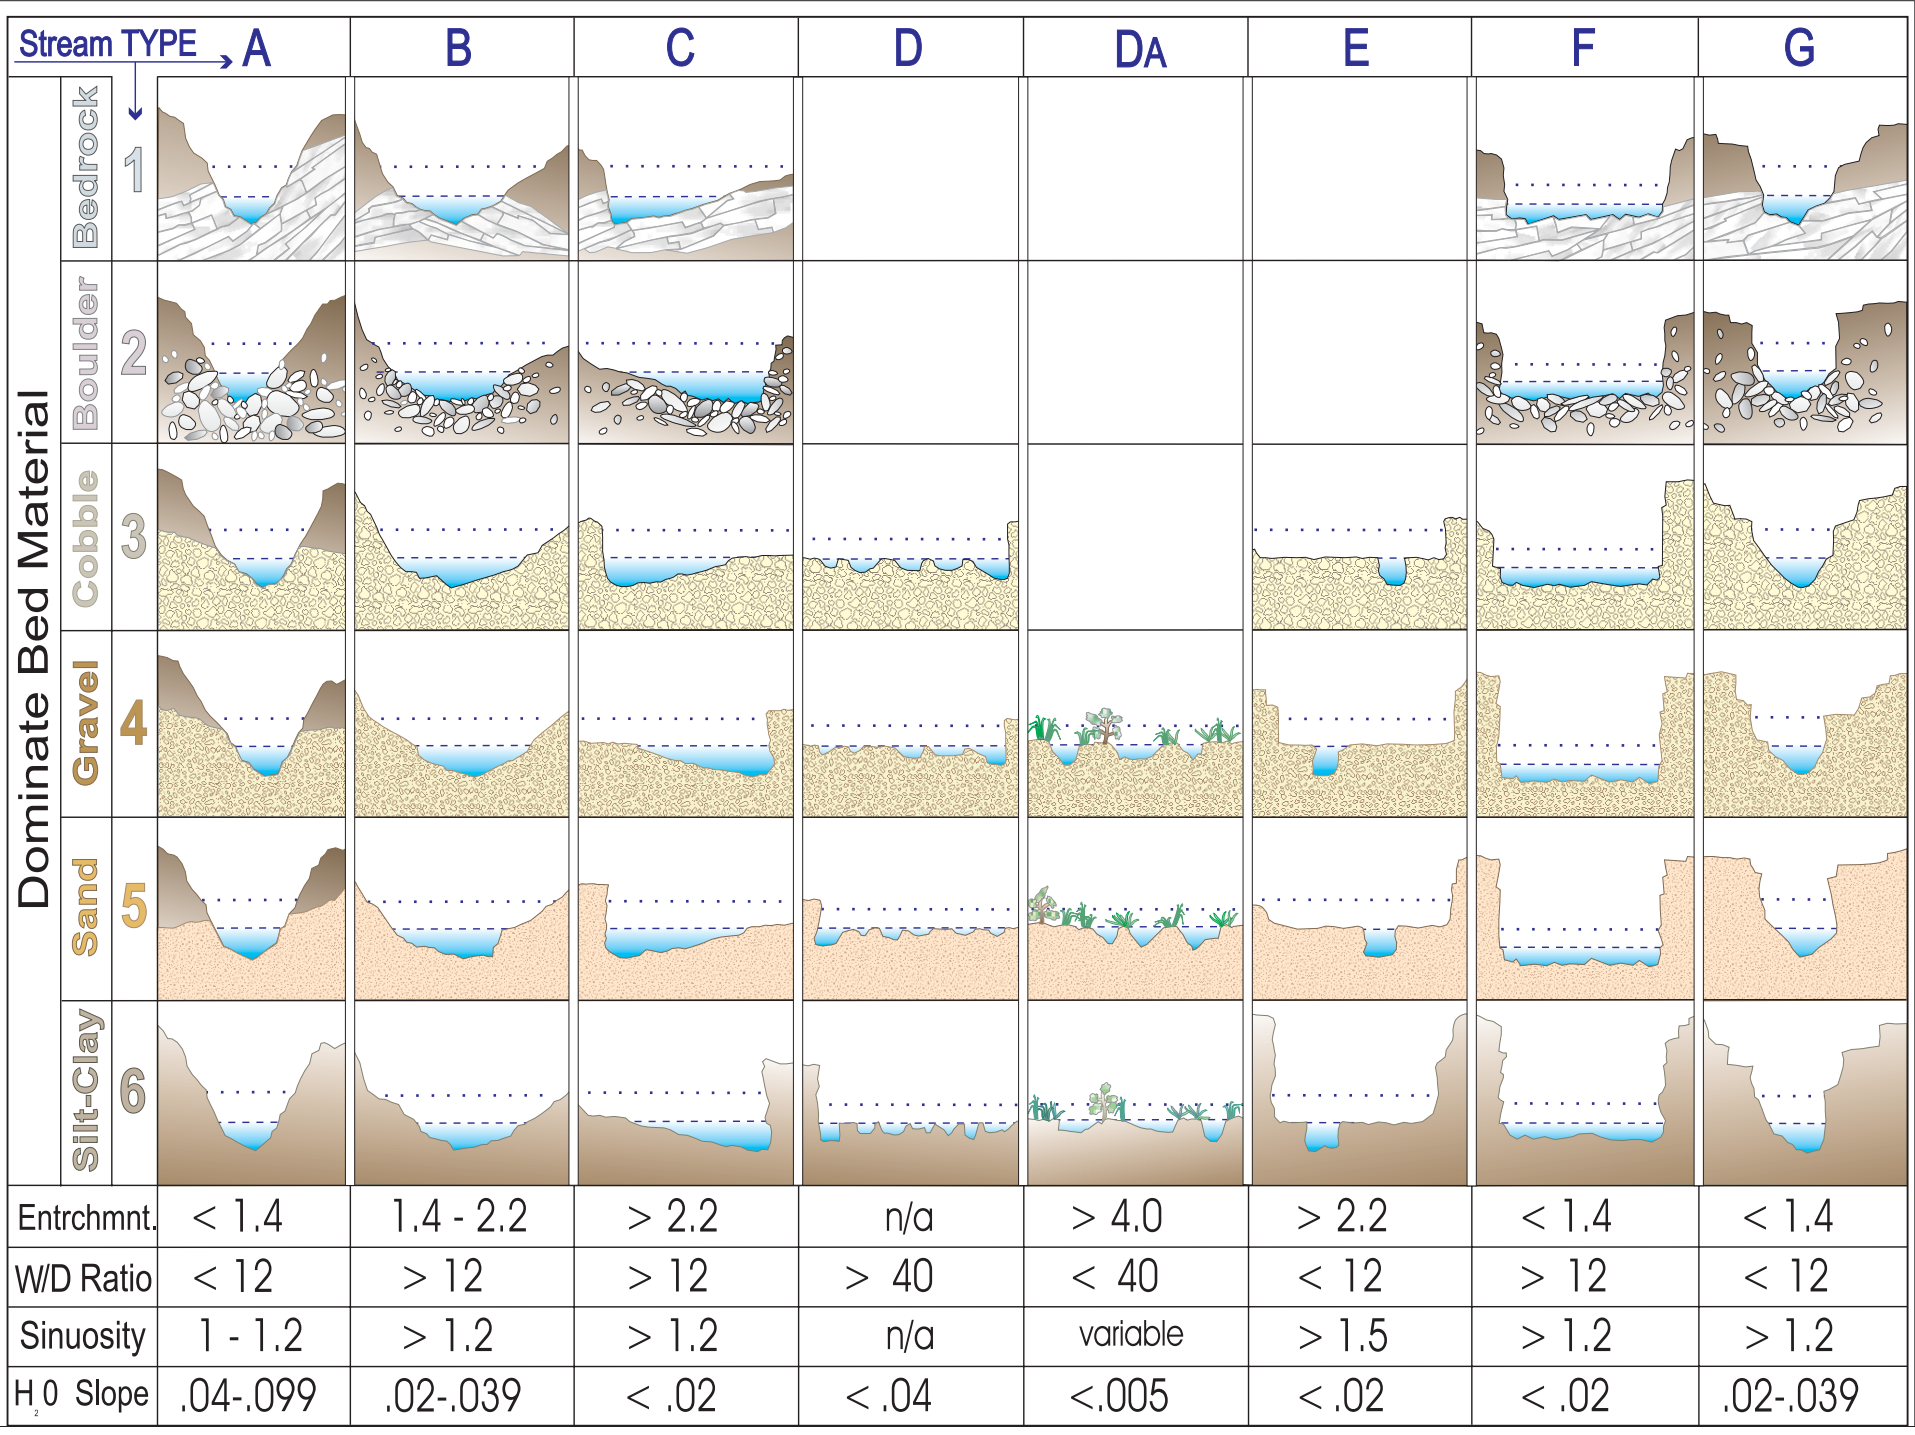 Stream TYPE A B C D DA E F G
Dominate Bed Material
Bedrock 1
Boulder 2
Cobble 3
Gravel 4
Sand 5
Silt-Clay 6
Entrchmnt. < 1.4 1.4 - 2.2 > 2.2 n/a > 4.0 > 2.2 < 1.4 < 1.4
W/D Ratio < 12 > 12 > 12 > 40 < 40 < 12 > 12 < 12
Sinuosity 1 - 1.2 > 1.2 > 1.2 n/a variable > 1.5 > 1.2 > 1.2
H₂0 Slope .04-.099 .02-.039 < .02 < .04 <.005 < .02 < .02 .02-.039